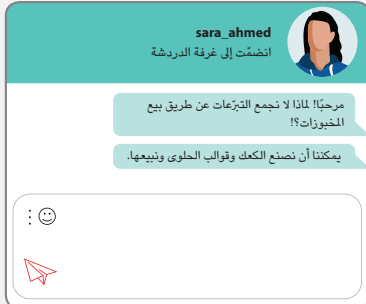 sara_ahmed
انضمّت إلى غرفة الدردشة
مرحبًا! لماذا لا نجمع التبرّعات عن طريق بيع
المخبوزات؟!
يمكننا أن نصنع الكعك وقوالب الحلوى ونبيعها.